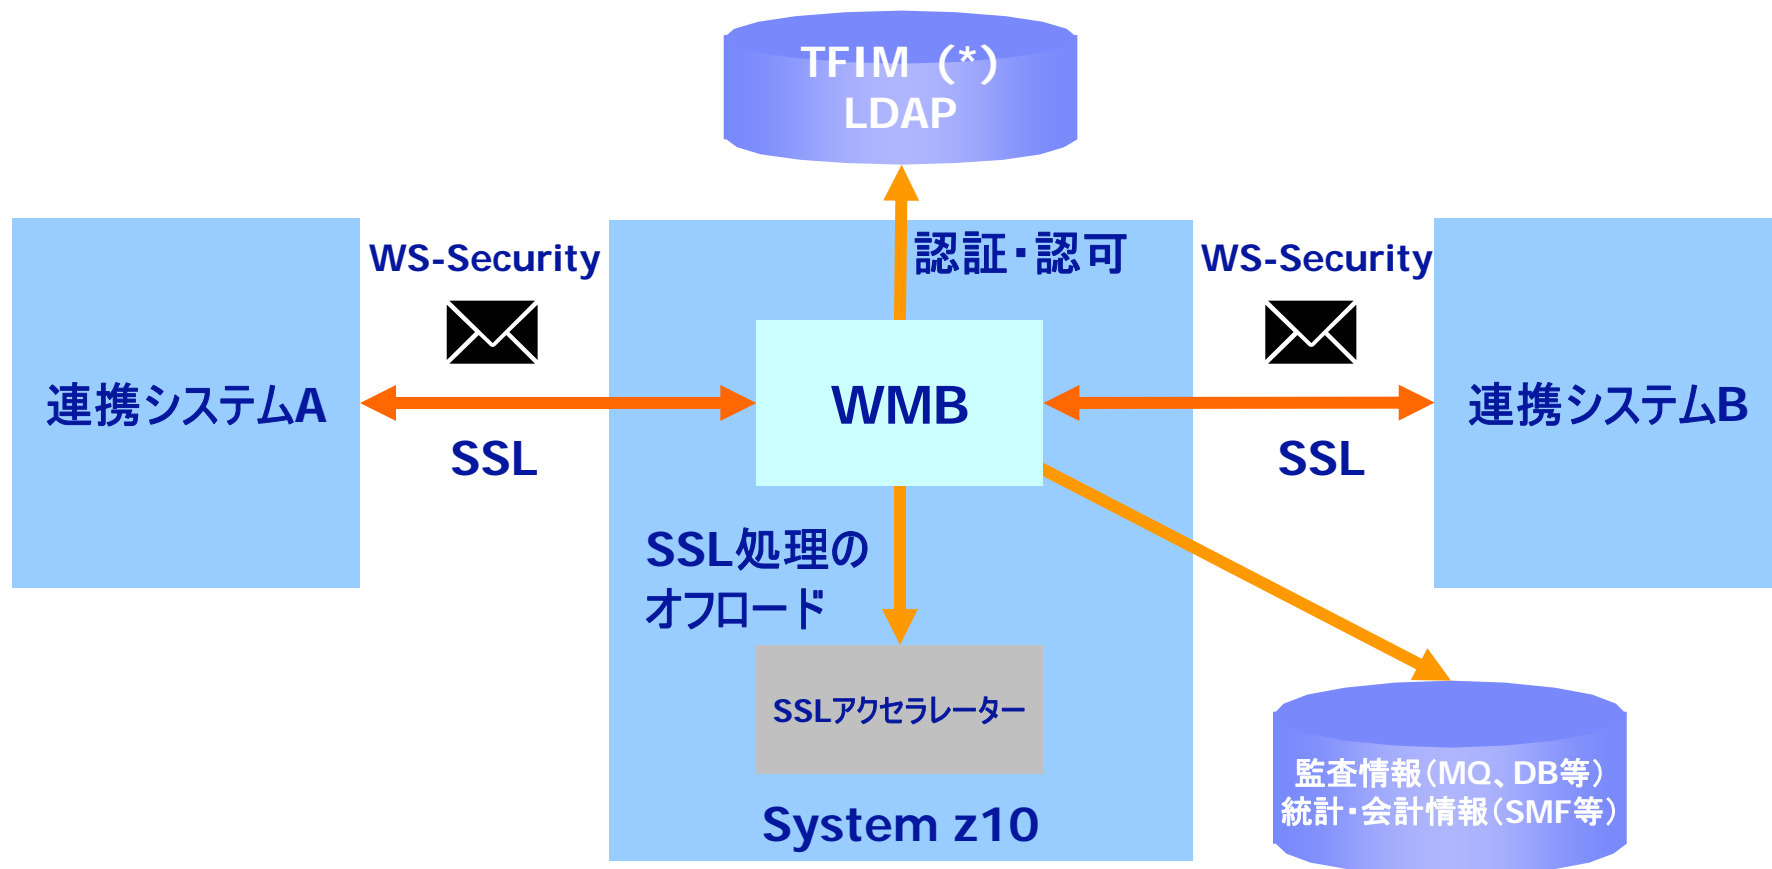 TFIM (*)
LDAP
認証・認可
WS-Security
WS-Security
連携システムA
WMB
連携システムB
SSL
SSL
SSL処理の
オフロード
SSLアクセラレーター
System z10
監査情報(MQ、DB等)
統計・会計情報(SMF等)